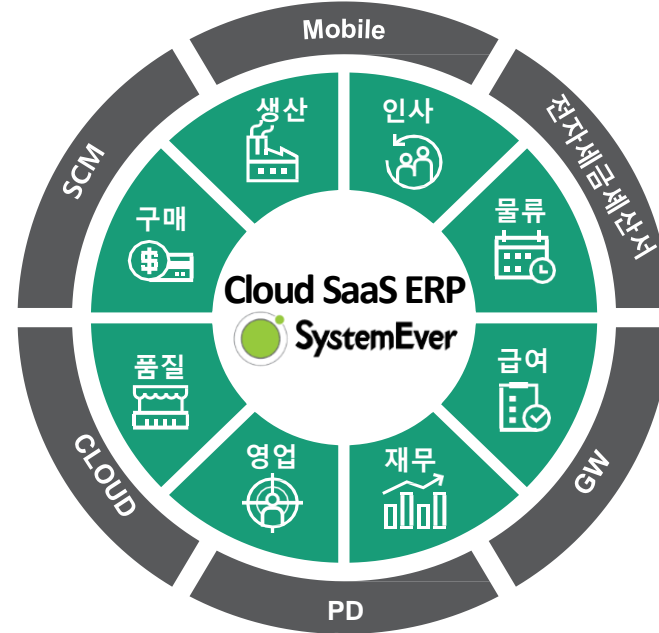 Mobile
전자세금세산서
GW
PD
CLOUD
SCM
생산
인사
물류
급여
재무
영업
품질
구매
Cloud SaaS ERP
SystemEver